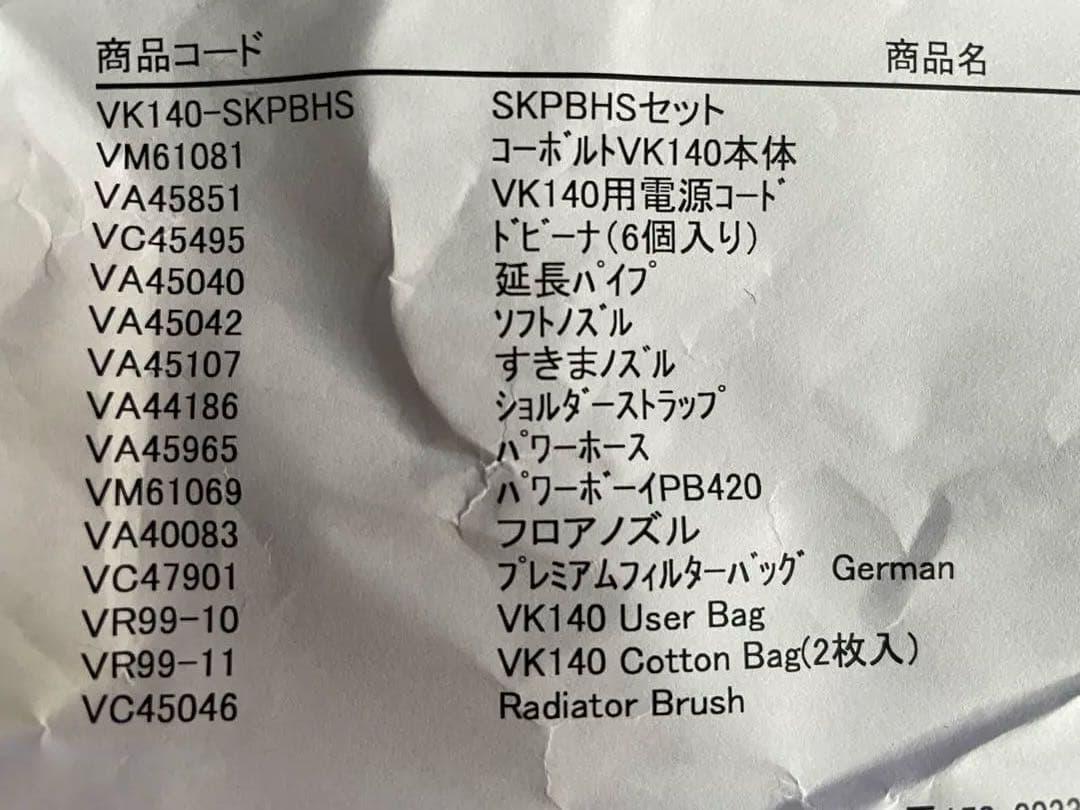 商品コード 商品名
VK140-SKPBHS SKPBHSセット
VM61081 コーボルトVK140本体
VA45851 VK140用電源コード
VC45495 ドビーナ(6個入り)
VA45040 延長パイプ
VA45042 ソフトノズル
VA45107 すきまノズル
VA44186 ショルダーストラップ
VA45965 パワーホース
VM61069 パワーボーイPB420
VA40083 フロアノズル
VC47901 プレミアムフィルターバッグ German
VR99-10 VK140 User Bag
VR99-11 VK140 Cotton Bag(2枚入)
VC45046 Radiator Brush